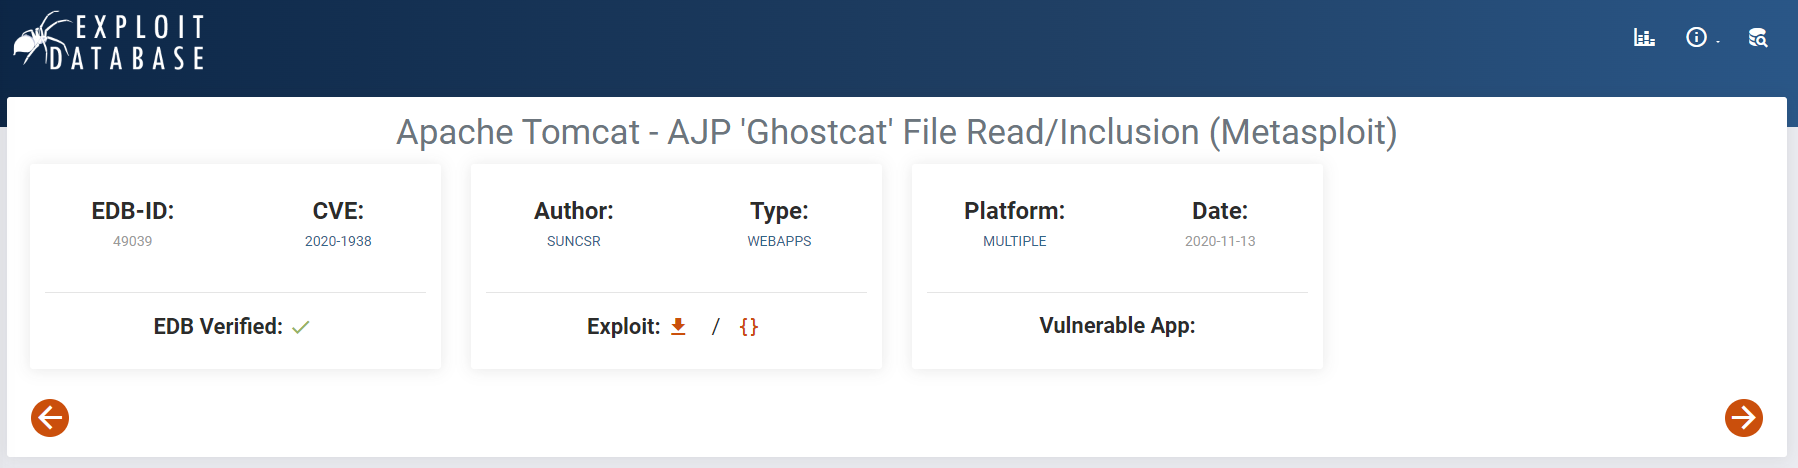 EXPLOIT
DATABASE
Apache Tomcat - AJP 'Ghostcat' File Read/Inclusion (Metasploit)
EDB-ID:
49039
CVE:
2020-1938
EDB Verified:
Author:
SUNCSR
Type:
WEBAPPS
Exploit: / {}
Platform:
MULTIPLE
Date:
2020-11-13
Vulnerable App: